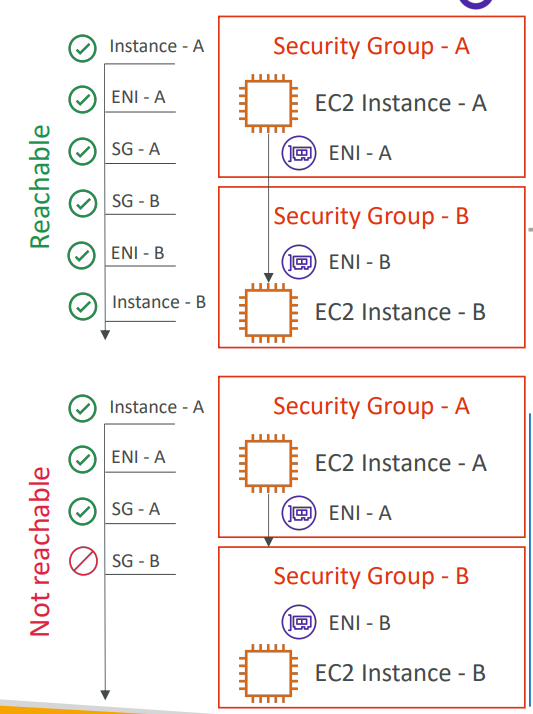 Reachable
Instance - A
ENI - A
SG - A
SG - B
ENI - B
Instance - B
Security Group - A
EC2 Instance - A
ENI - A
Security Group - B
ENI - B
EC2 Instance - B
Not reachable
Instance - A
ENI - A
SG - A
SG - B
Security Group - A
EC2 Instance - A
ENI - A
Security Group - B
ENI - B
EC2 Instance - B